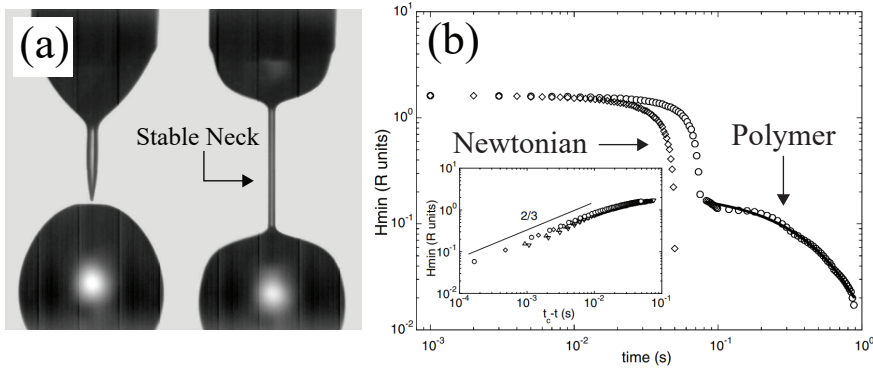 (a)
Stable Neck
(b)
Hmin (R units)
10^1
10^0
10^-1
10^-2
10^-3
10^-2
10^-1
10^0
time (s)
Newtonian
Polymer
Hmin (R units)
10^1
10^0
10^-1
10^-2
10^-4
10^-3
10^-2
10^-1
t_c-t (s)
2/3